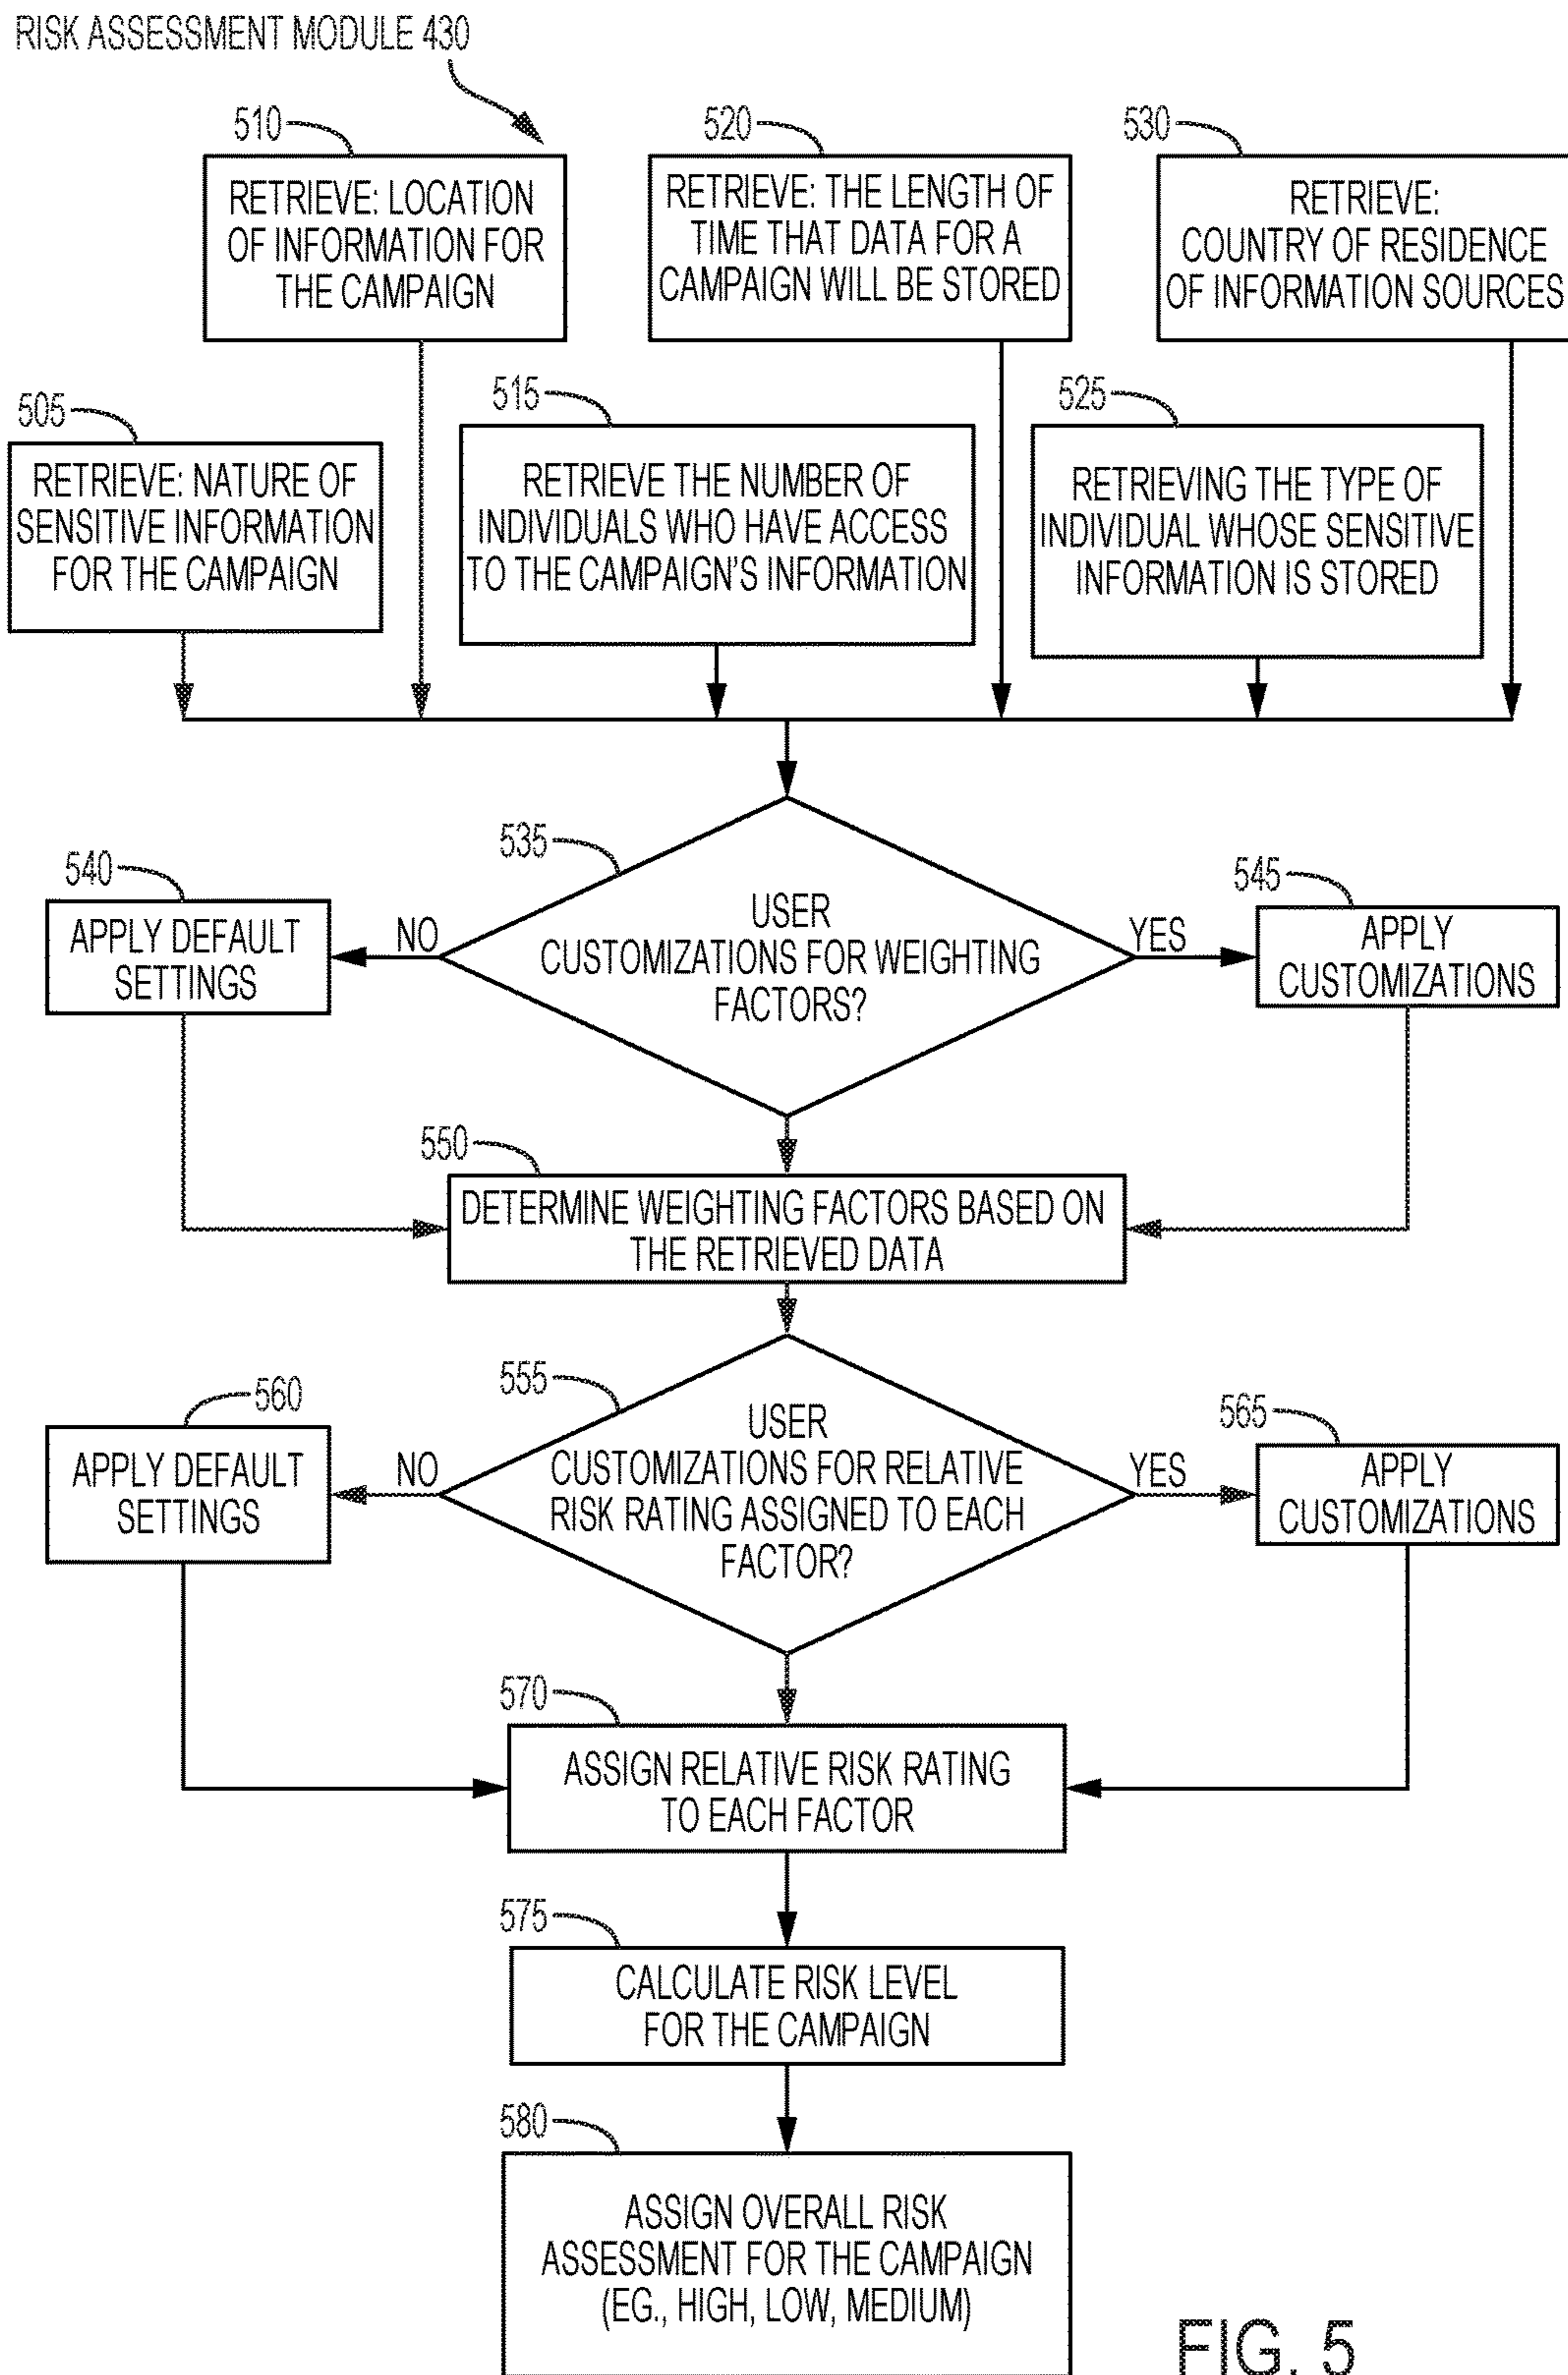 RISK ASSESSMENT MODULE 430
510
RETRIEVE: LOCATION
OF INFORMATION FOR
THE CAMPAIGN
520
RETRIEVE: THE LENGTH OF
TIME THAT DATA FOR A
CAMPAIGN WILL BE STORED
530
RETRIEVE:
COUNTRY OF RESIDENCE
OF INFORMATION SOURCES
505
RETRIEVE: NATURE OF
SENSITIVE INFORMATION
FOR THE CAMPAIGN
515
RETRIEVE THE NUMBER OF
INDIVIDUALS WHO HAVE ACCESS
TO THE CAMPAIGN'S INFORMATION
525
RETRIEVING THE TYPE OF
INDIVIDUAL WHOSE SENSITIVE
INFORMATION IS STORED
535
USER
CUSTOMIZATIONS FOR WEIGHTING
FACTORS?
NO
YES
540
APPLY DEFAULT
SETTINGS
545
APPLY
CUSTOMIZATIONS
550
DETERMINE WEIGHTING FACTORS BASED ON
THE RETRIEVED DATA
555
USER
CUSTOMIZATIONS FOR RELATIVE
RISK RATING ASSIGNED TO EACH
FACTOR?
NO
YES
560
APPLY DEFAULT
SETTINGS
565
APPLY
CUSTOMIZATIONS
570
ASSIGN RELATIVE RISK RATING
TO EACH FACTOR
575
CALCULATE RISK LEVEL
FOR THE CAMPAIGN
580
ASSIGN OVERALL RISK
ASSESSMENT FOR THE CAMPAIGN
(EG., HIGH, LOW, MEDIUM)
FIG. 5